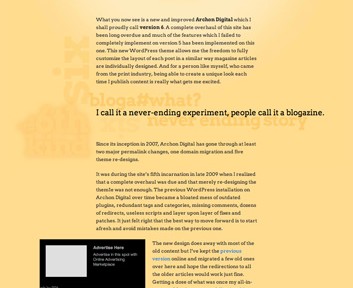 What you now see is a new and improved Archon Digital which I
shall proudly call version 6. A complete overhaul of this site has
been long overdue and much of the features which I failed to
completely implement on version 5 has been implemented on this
one. This new WordPress theme allows me the freedom to fully
customize the layout of each post in a similar way magazine articles
are individually designed. And for a person like myself, who came
from the print industry, being able to create a unique look each
time I publish content is really what gets me excited.
six
bloga#what?
I call it a never-ending experiment, people call it a blogazine.
never ending story
Since its inception in 2007, Archon Digital has gone through at least
two major permalink changes, one domain migration and five
theme re-designs.
It was during the site's fifth incarnation in late 2009 when I realized
that a complete overhaul was due and that merely re-designing the
theme was not enough. The previous WordPress installation on
Archon Digital over time became a bloated mess of outdated
plugins, redundant tags and categories, missing comments, dozens
of redirects, useless scripts and layer upon layer of fixes and
patches. It just felt right that the best way to move forward is to start
afresh and avoid mistakes made on the previous one.
Advertise Here
Advertise in this spot with
Online Advertising
Marketplace
The new design does away with most of the
old content but I've kept the previous
version online and migrated a few old ones
over here and hope the redirections to all
the older articles would work just fine.
Getting a dose of what was once my all-in-